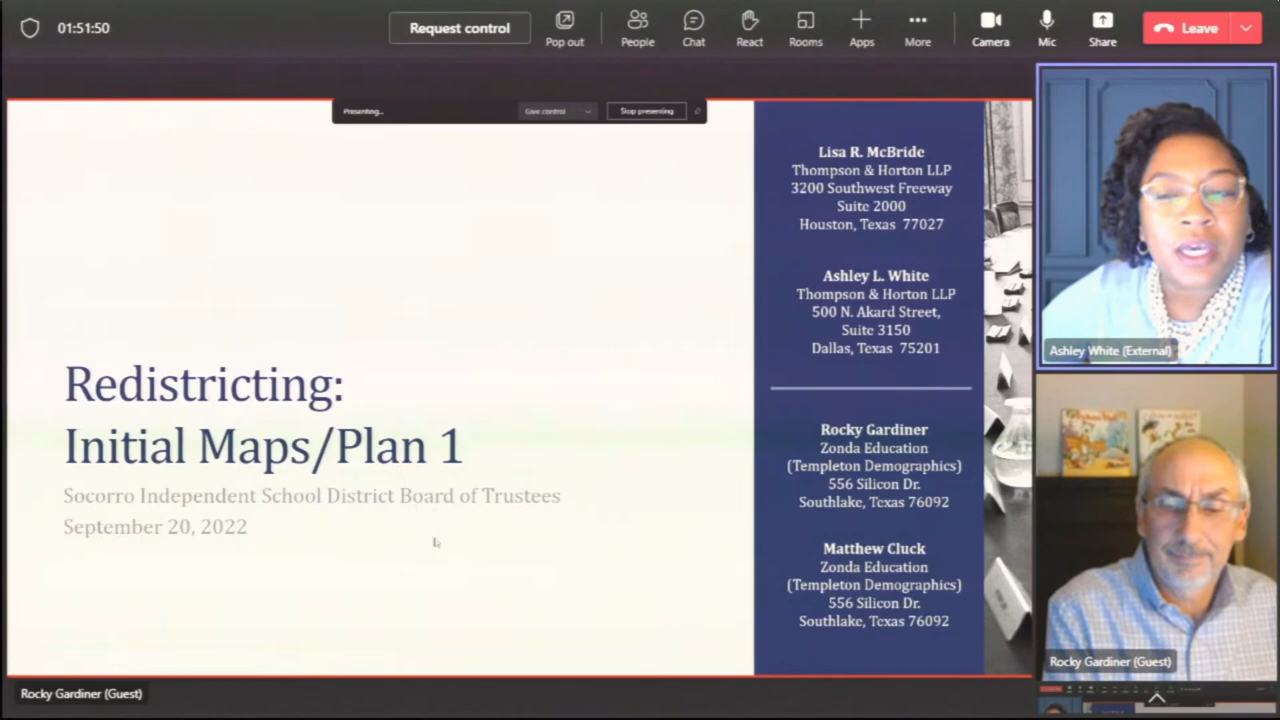 01:51:50
Request control
Pop out
People
Chat
React
Rooms
Apps
More
Camera
Mic
Share
Leave
Presenting...
Give control
Stop presenting
Redistricting:
Initial Maps/Plan 1
Socorro Independent School District Board of Trustees
September 20, 2022
Lisa R. McBride
Thompson & Horton LLP
3200 Southwest Freeway
Suite 2000
Houston, Texas 77027
Ashley L. White
Thompson & Horton LLP
500 N. Akard Street,
Suite 3150
Dallas, Texas 75201
Rocky Gardiner
Zonda Education
(Templeton Demographics)
556 Silicon Dr.
Southlake, Texas 76092
Matthew Cluck
Zonda Education
(Templeton Demographics)
556 Silicon Dr.
Southlake, Texas 76092
Ashley White (External)
Rocky Gardiner (Guest)
Rocky Gardiner (Guest)